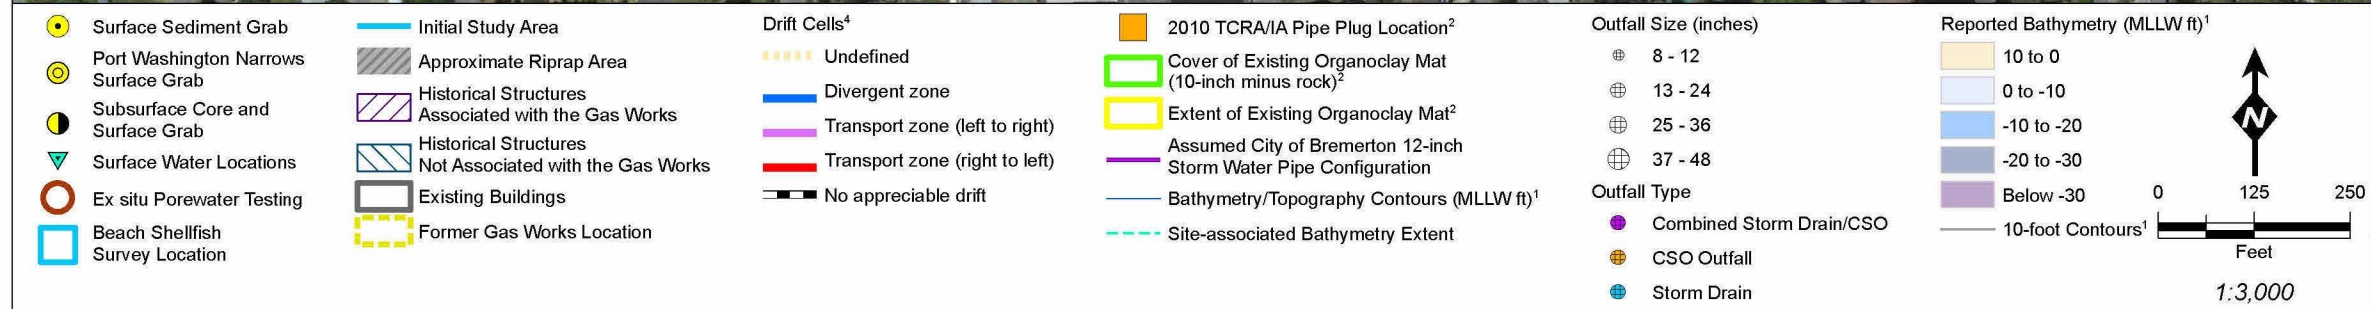 Surface Sediment Grab
Port Washington Narrows
Surface Grab
Subsurface Core and
Surface Grab
Surface Water Locations
Ex situ Porewater Testing
Beach Shellfish
Survey Location
Initial Study Area
Approximate Riprap Area
Historical Structures
Associated with the Gas Works
Historical Structures
Not Associated with the Gas Works
Existing Buildings
Former Gas Works Location
Drift Cells⁴
Undefined
Divergent zone
Transport zone (left to right)
Transport zone (right to left)
No appreciable drift
2010 TCRA/IA Pipe Plug Location²
Cover of Existing Organoclay Mat
(10-inch minus rock)²
Extent of Existing Organoclay Mat²
Assumed City of Bremerton 12-inch
Storm Water Pipe Configuration
Bathymetry/Topography Contours (MLLW ft)¹
Site-associated Bathymetry Extent
Outfall Size (inches)
8 - 12
13 - 24
25 - 36
37 - 48
Outfall Type
Combined Storm Drain/CSO
CSO Outfall
Storm Drain
Reported Bathymetry (MLLW ft)¹
10 to 0
0 to -10
-10 to -20
-20 to -30
Below -30
10-foot Contours¹
N
0 125 250
Feet
1:3,000